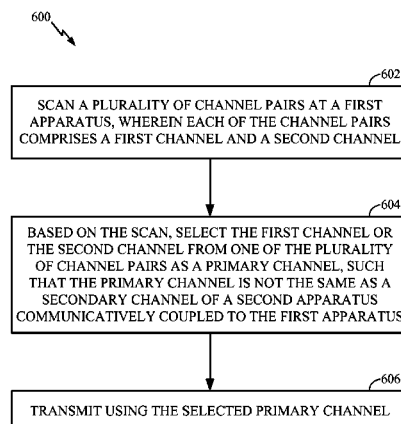 600
602
SCAN A PLURALITY OF CHANNEL PAIRS AT A FIRST
APPARATUS, WHEREIN EACH OF THE CHANNEL PAIRS
COMPRISES A FIRST CHANNEL AND A SECOND CHANNEL
604
BASED ON THE SCAN, SELECT THE FIRST CHANNEL OR
THE SECOND CHANNEL FROM ONE OF THE PLURALITY
OF CHANNEL PAIRS AS A PRIMARY CHANNEL, SUCH
THAT THE PRIMARY CHANNEL IS NOT THE SAME AS A
SECONDARY CHANNEL OF A SECOND APPARATUS
COMMUNICATIVELY COUPLED TO THE FIRST APPARATUS
606
TRANSMIT USING THE SELECTED PRIMARY CHANNEL